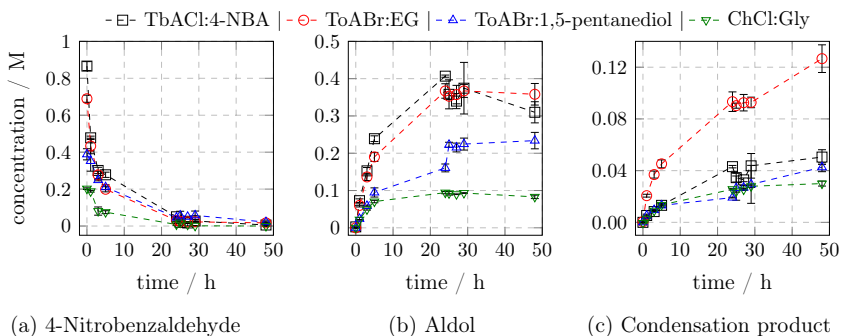 TbACl:4-NBA | ToABr:EG | ToABr:1,5-pentanediol | ChCl:Gly
concentration / M
1
0.8
0.6
0.4
0.2
0
0 10 20 30 40 50
time / h
(a) 4-Nitrobenzaldehyde
0.5
0.4
0.3
0.2
0.1
0
0 10 20 30 40 50
time / h
(b) Aldol
0.12
0.08
0.04
0.00
0 10 20 30 40 50
time / h
(c) Condensation product